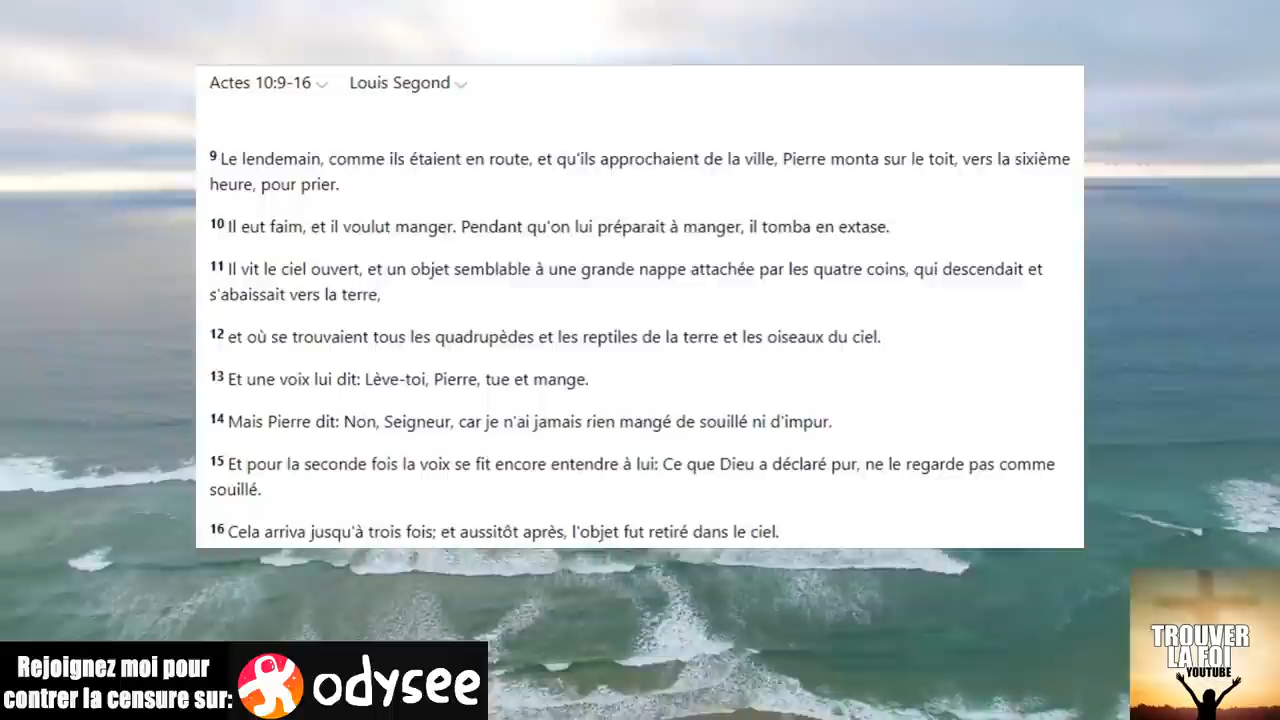 Actes 10:9-16 Louis Segond
9 Le lendemain, comme ils étaient en route, et qu'ils approchaient de la ville, Pierre monta sur le toit, vers la sixième
heure, pour prier.
10 Il eut faim, et il voulut manger. Pendant qu'on lui préparait à manger, il tomba en extase.
11 Il vit le ciel ouvert, et un objet semblable à une grande nappe attachée par les quatre coins, qui descendait et
s'abaissait vers la terre,
12 et où se trouvaient tous les quadrupèdes et les reptiles de la terre et les oiseaux du ciel.
13 Et une voix lui dit: Lève-toi, Pierre, tue et mange.
14 Mais Pierre dit: Non, Seigneur, car je n'ai jamais rien mangé de souillé ni d'impur.
15 Et pour la seconde fois la voix se fit encore entendre à lui: Ce que Dieu a déclaré pur, ne le regarde pas comme
souillé.
16 Cela arriva jusqu'à trois fois; et aussitôt après, l'objet fut retiré dans le ciel.
Rejoignez moi pour
contrer la censure sur:
odysee
TROUVER
LA FOI
YOUTUBE